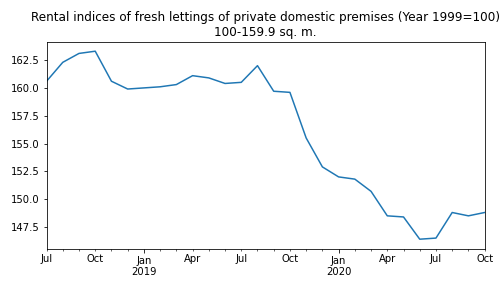 Rental indices of fresh lettings of private domestic premises (Year 1999=100)
100-159.9 sq. m.
162.5
160.0
157.5
155.0
152.5
150.0
147.5
Jul Oct Jan Apr Jul Oct Jan Apr Jul Oct
2019 2020